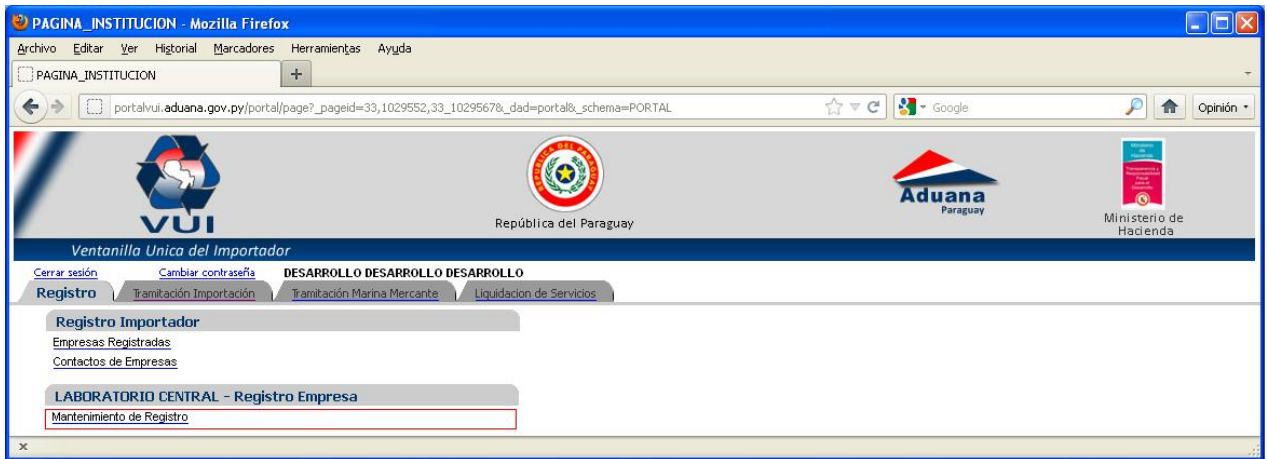 PAGINA_INSTITUCION - Mozilla Firefox
Archivo Editar Ver Historial Marcadores Herramientas Ayuda
PAGINA_INSTITUCION
portalvui.aduana.gov.py/portal/page?_pageid=33,1029552,33_1029567&_dad=portal&_schema=PORTAL Google Opinión
REPUBLICA DEL PARAGUAY
VUI
República del Paraguay
Aduana
Paraguay
Ministerio de
Hacienda
Ventanilla Unica del Importador
Cerrar sesión Cambiar contraseña DESARROLLO DESARROLLO DESARROLLO
Registro Tramitación Importación Tramitación Marina Mercante Liquidacion de Servicios
Registro Importador
Empresas Registradas
Contactos de Empresas
LABORATORIO CENTRAL - Registro Empresa
Mantenimiento de Registro